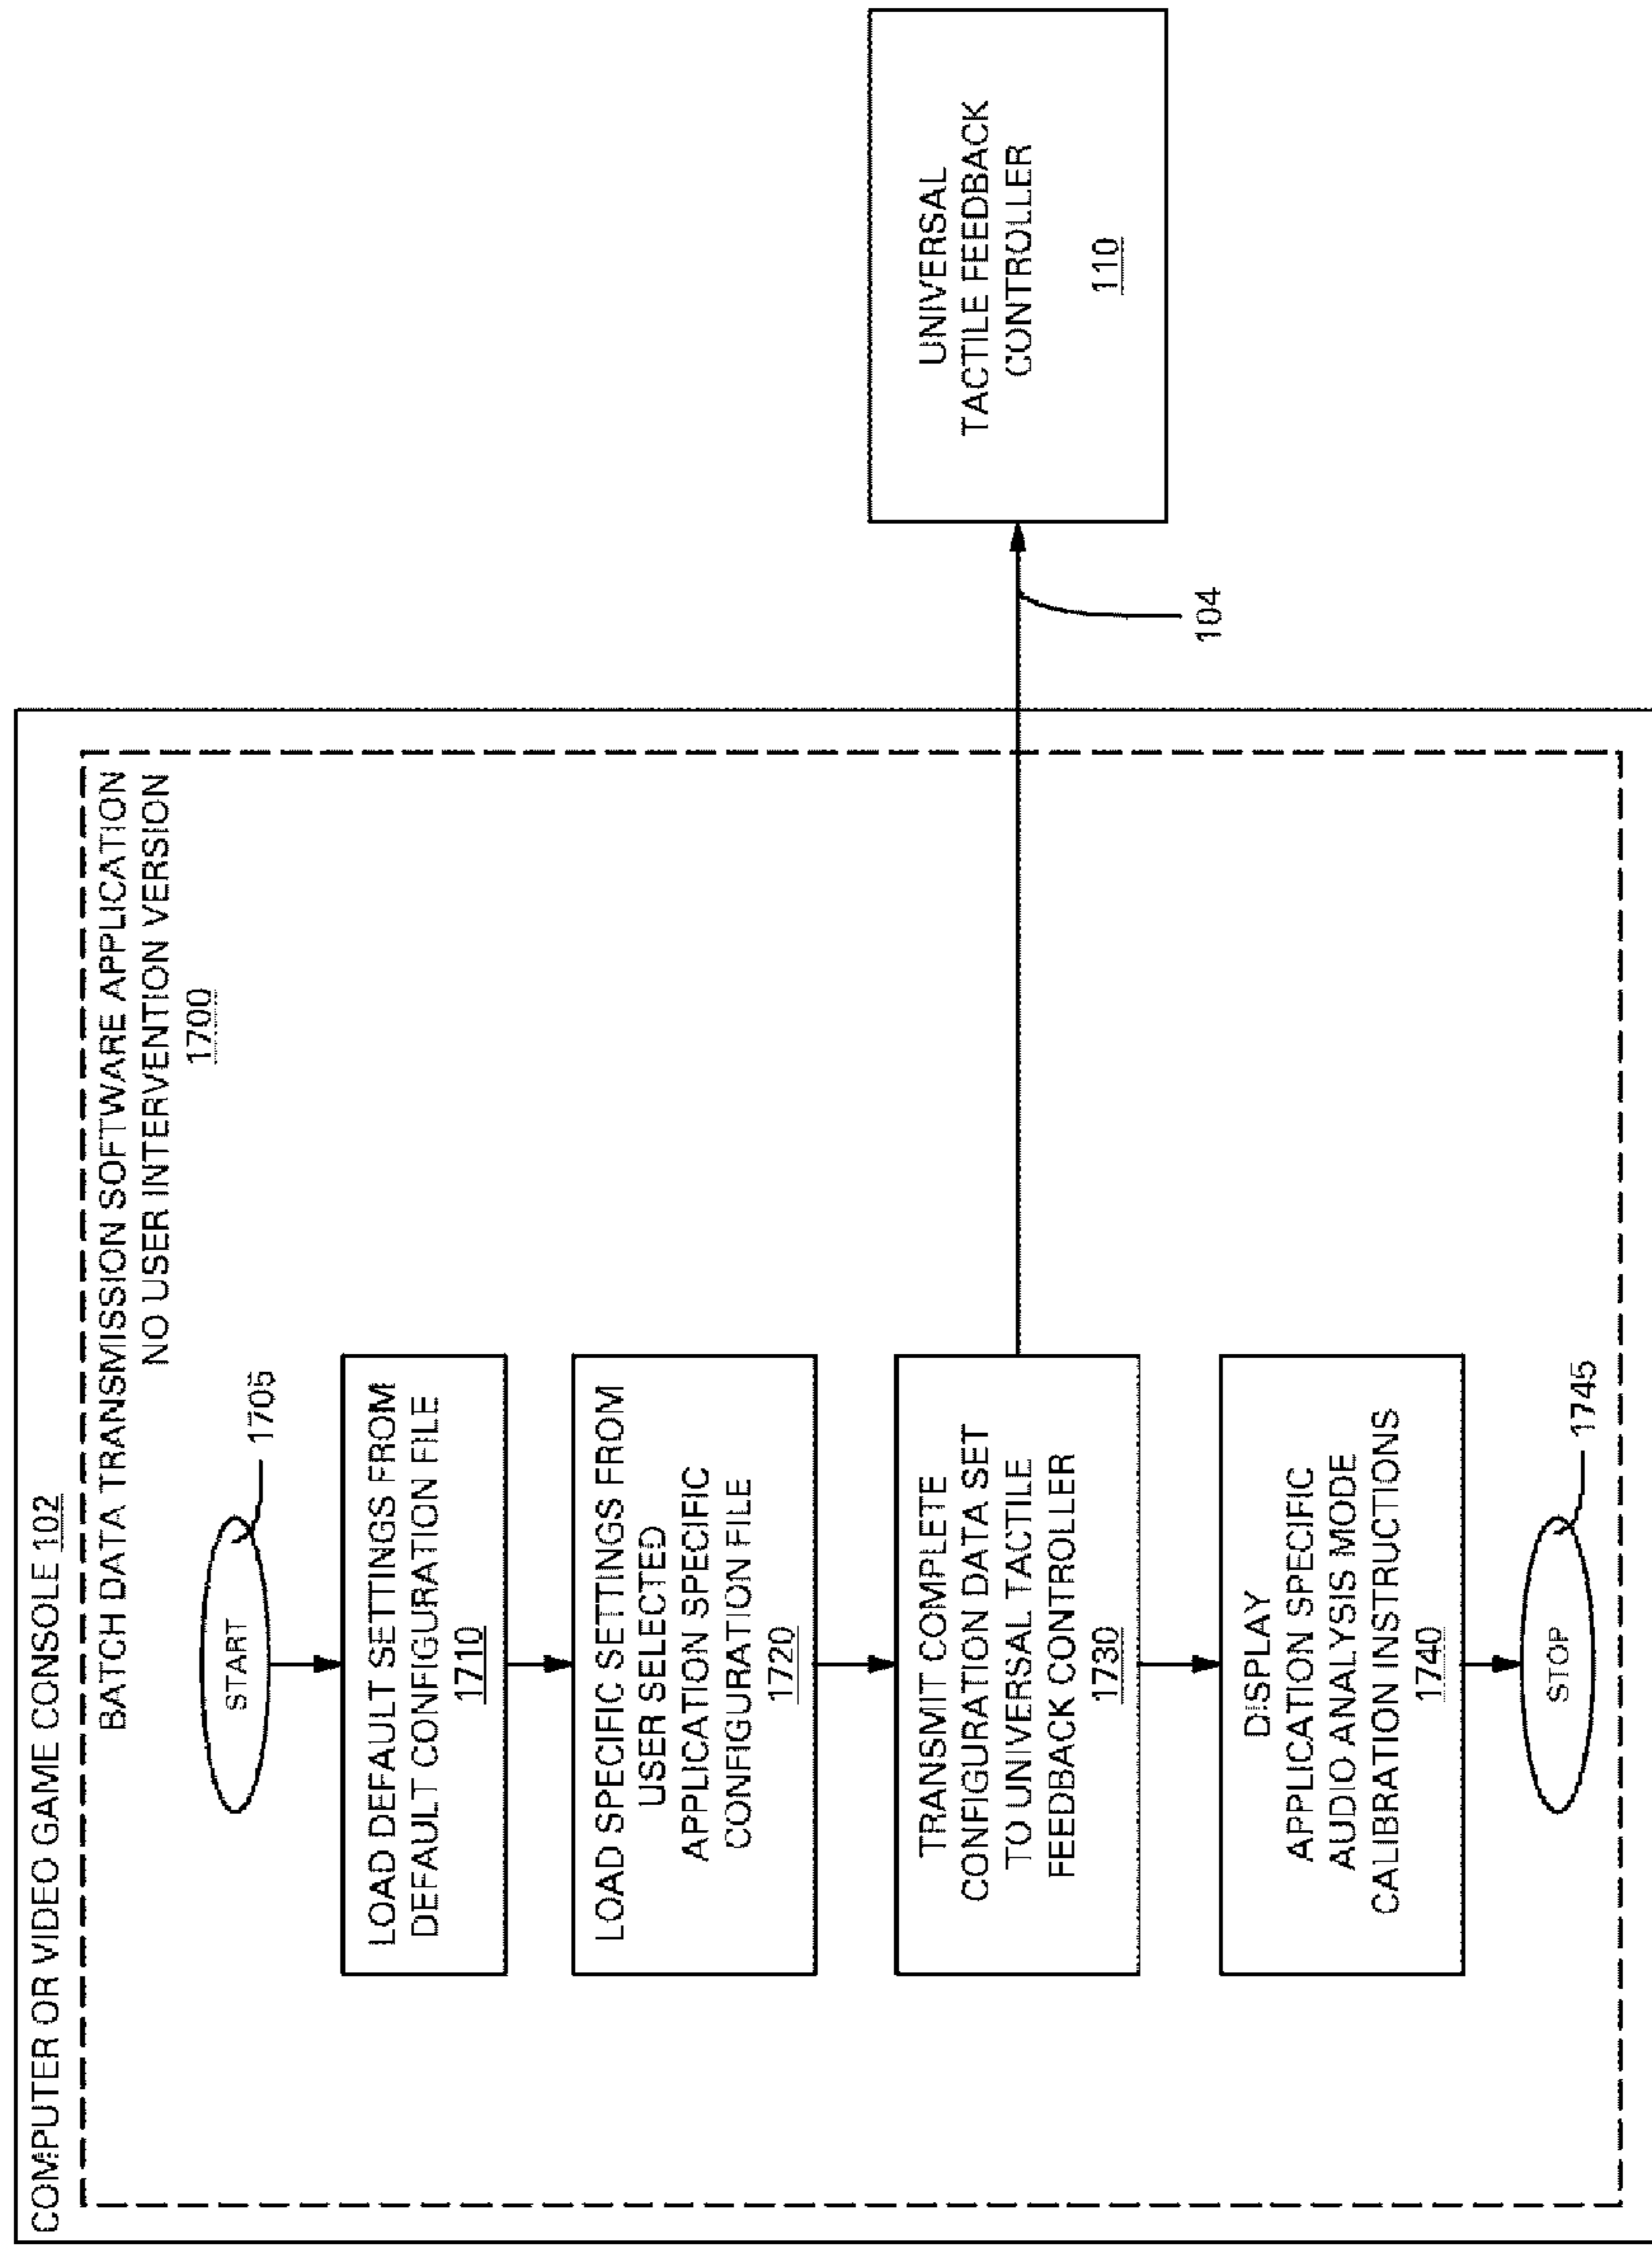 COMPUTER OR VIDEO GAME CONSOLE 102
BATCH DATA TRANSMISSION SOFTWARE APPLICATION
NO USER INTERVENTION VERSION
1700
START
1705
LOAD DEFAULT SETTINGS FROM
DEFAULT CONFIGURATION FILE
1710
LOAD SPECIFIC SETTINGS FROM
USER SELECTED
APPLICATION SPECIFIC
CONFIGURATION FILE
1720
TRANSMIT COMPLETE
CONFIGURATION DATA SET
TO UNIVERSAL TACTILE
FEEDBACK CONTROLLER
1730
DISPLAY
APPLICATION SPECIFIC
AUDIO ANALYSIS MODE
CALIBRATION INSTRUCTIONS
1740
STOP
1745
104
UNIVERSAL
TACTILE FEEDBACK
CONTROLLER
110